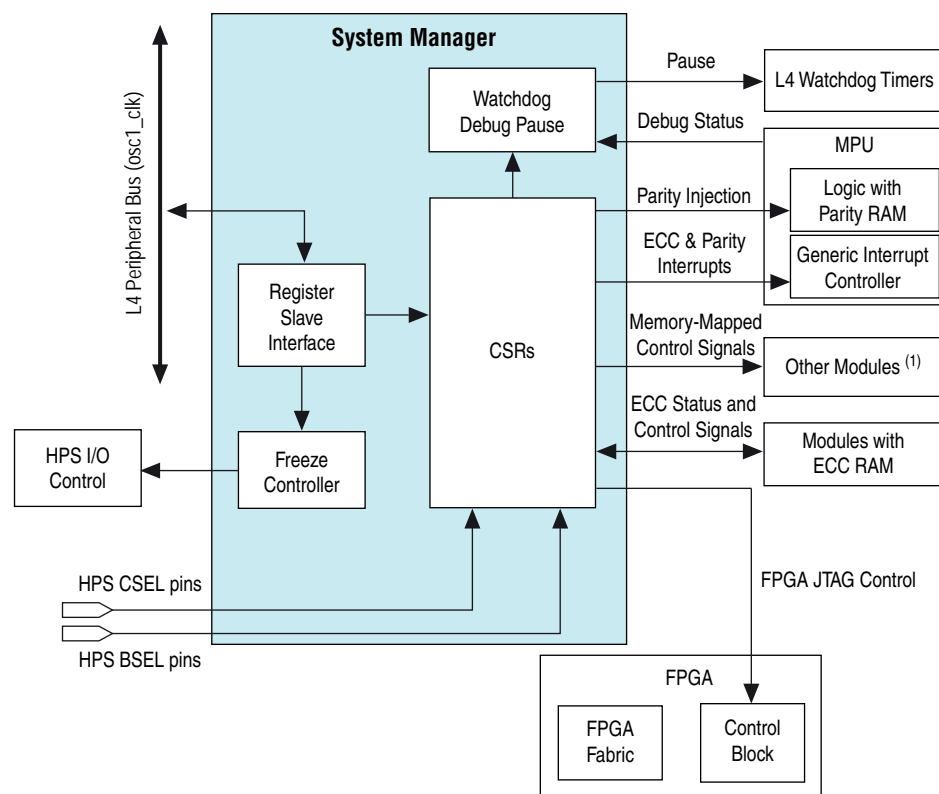 System Manager
L4 Peripheral Bus (osc1_clk)
Watchdog
Debug Pause
Pause
L4 Watchdog Timers
Debug Status
MPU
Parity Injection
Logic with
Parity RAM
ECC & Parity
Interrupts
Generic Interrupt
Controller
Register
Slave
Interface
CSRs
Memory-Mapped
Control Signals
Other Modules (1)
ECC Status and
Control Signals
Modules with
ECC RAM
HPS I/O
Control
Freeze
Controller
HPS CSEL pins
HPS BSEL pins
FPGA JTAG Control
FPGA
FPGA
Fabric
Control
Block